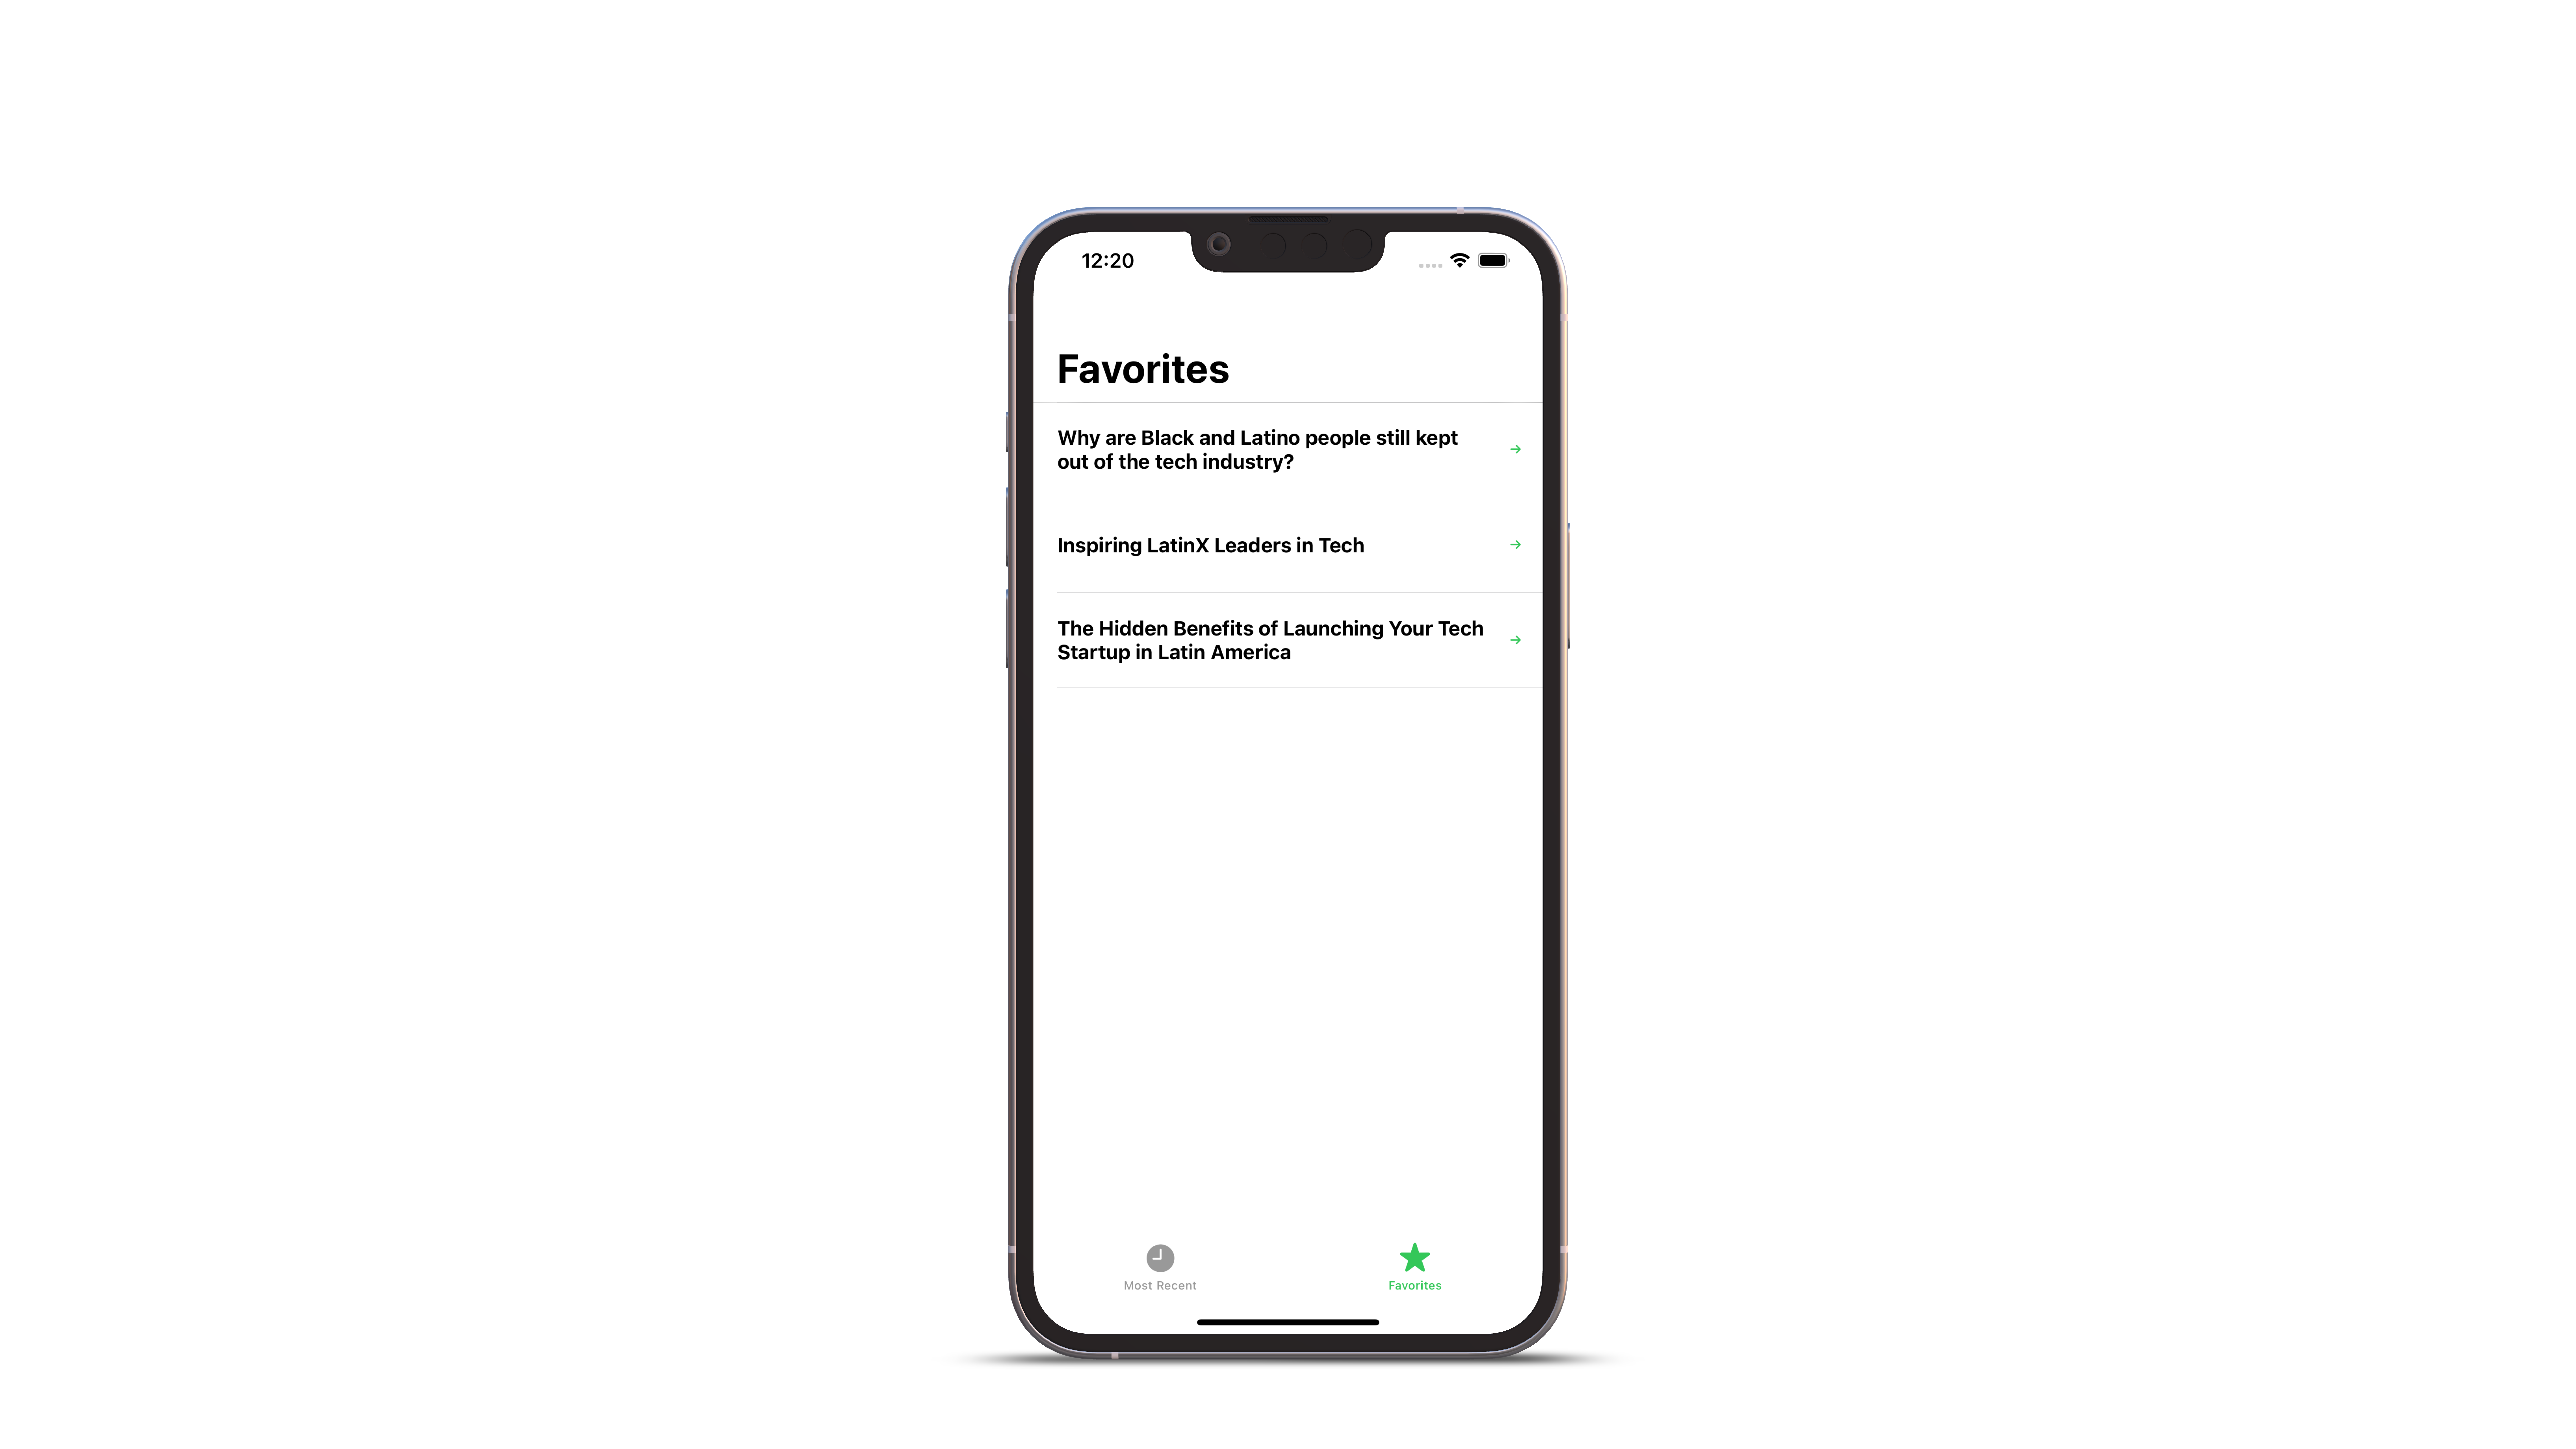 12:20
Favorites
Why are Black and Latino people still kept
out of the tech industry?
Inspiring LatinX Leaders in Tech
The Hidden Benefits of Launching Your Tech
Startup in Latin America
Most Recent
Favorites